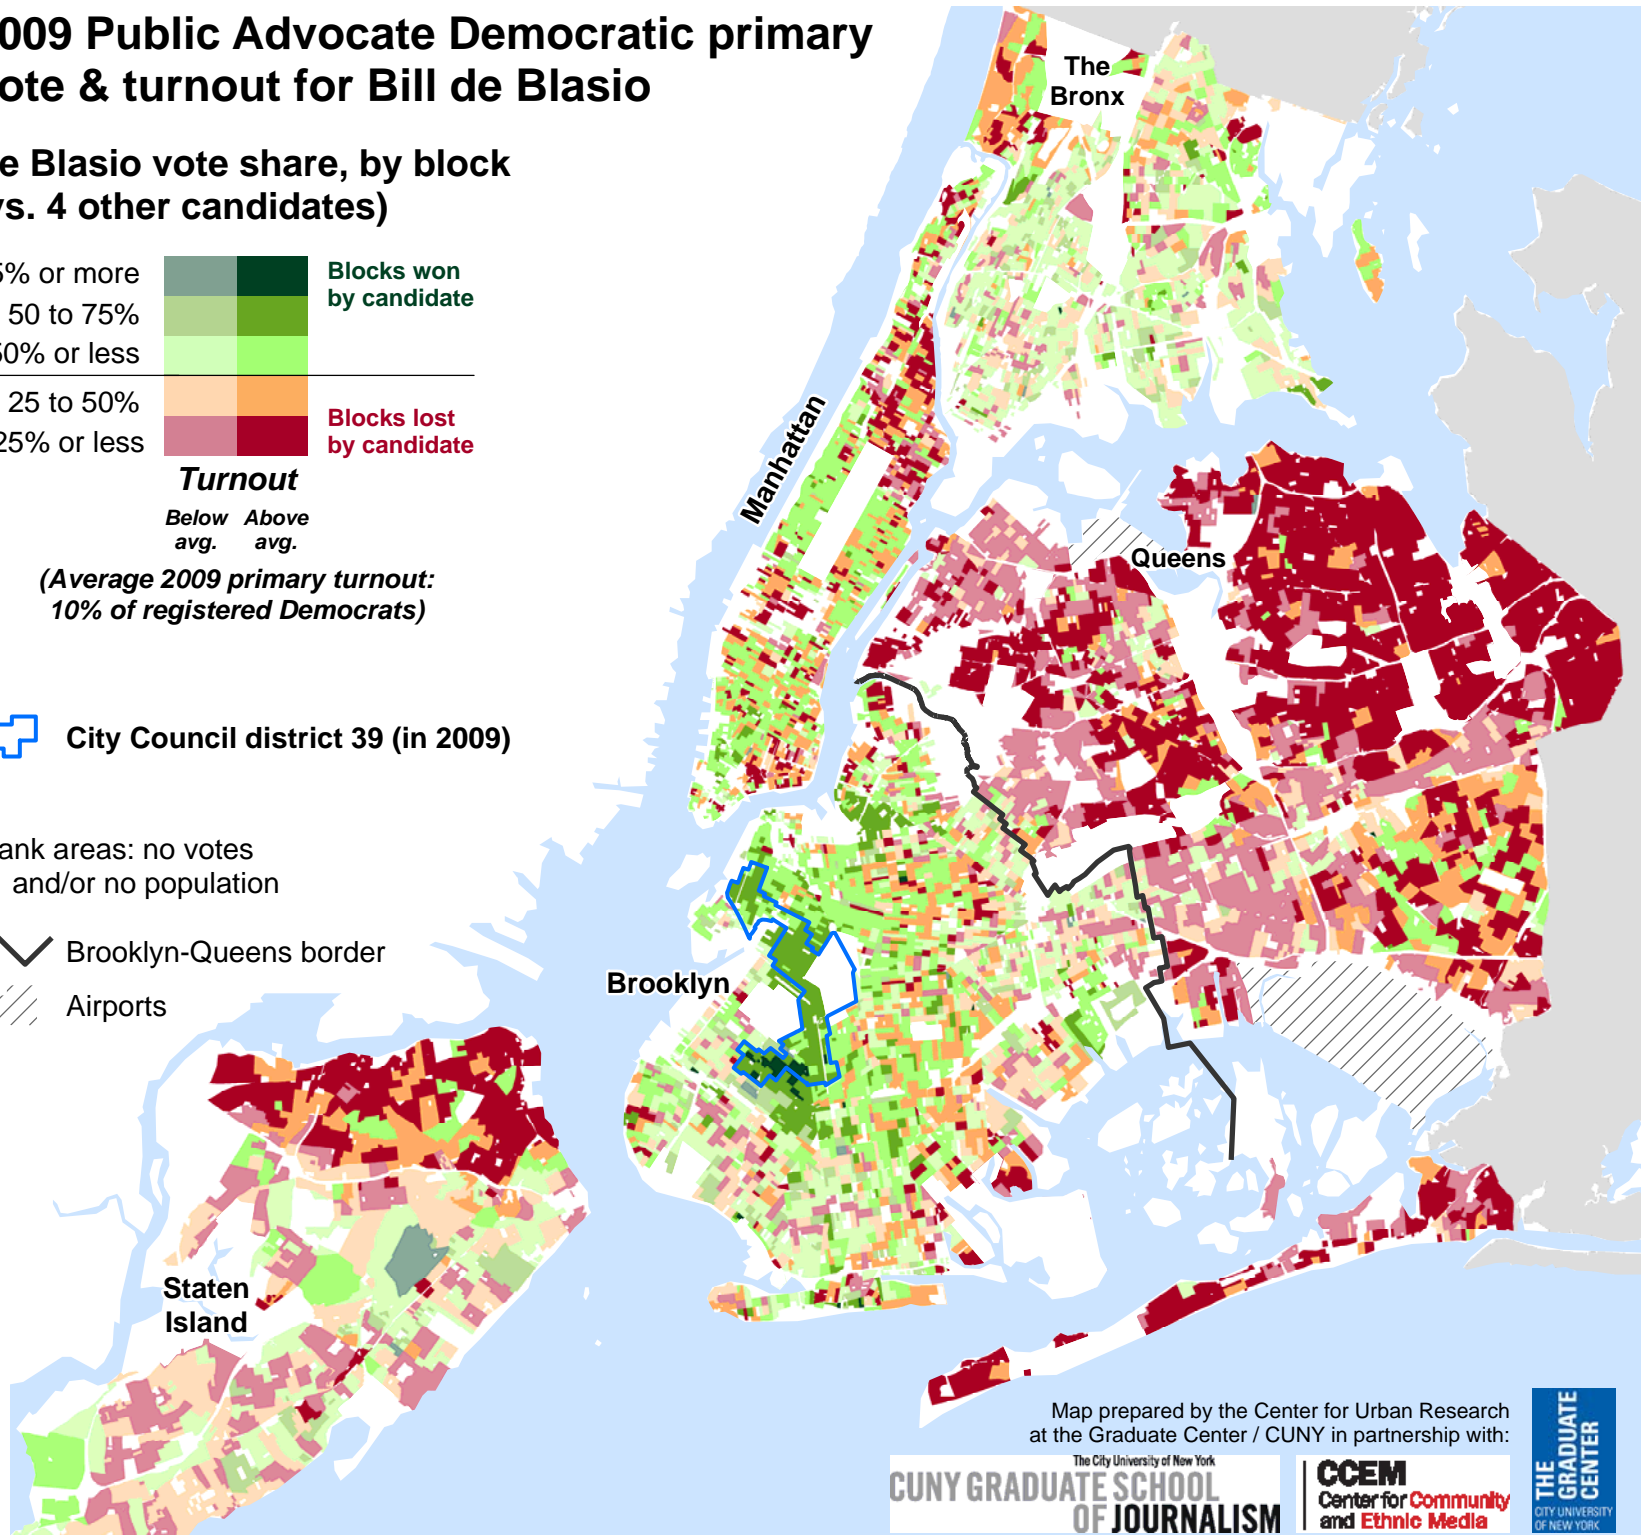 009 Public Advocate Democratic primary
ote & turnout for Bill de Blasio
e Blasio vote share, by block
s. 4 other candidates)
5% or more
50 to 75%
50% or less
25 to 50%
25% or less
Blocks won
by candidate
Blocks lost
by candidate
Turnout
Below
avg.
Above
avg.
(Average 2009 primary turnout:
10% of registered Democrats)
City Council district 39 (in 2009)
ank areas: no votes
and/or no population
Brooklyn-Queens border
Airports
The
Bronx
Manhattan
Queens
Brooklyn
Staten
Island
Map prepared by the Center for Urban Research
at the Graduate Center / CUNY in partnership with:
The City University of New York
CUNY GRADUATE SCHOOL
OF JOURNALISM
CCEM
Center for Community
and Ethnic Media
THE
GRADUATE
CENTER
CITY UNIVERSITY
OF NEW YORK